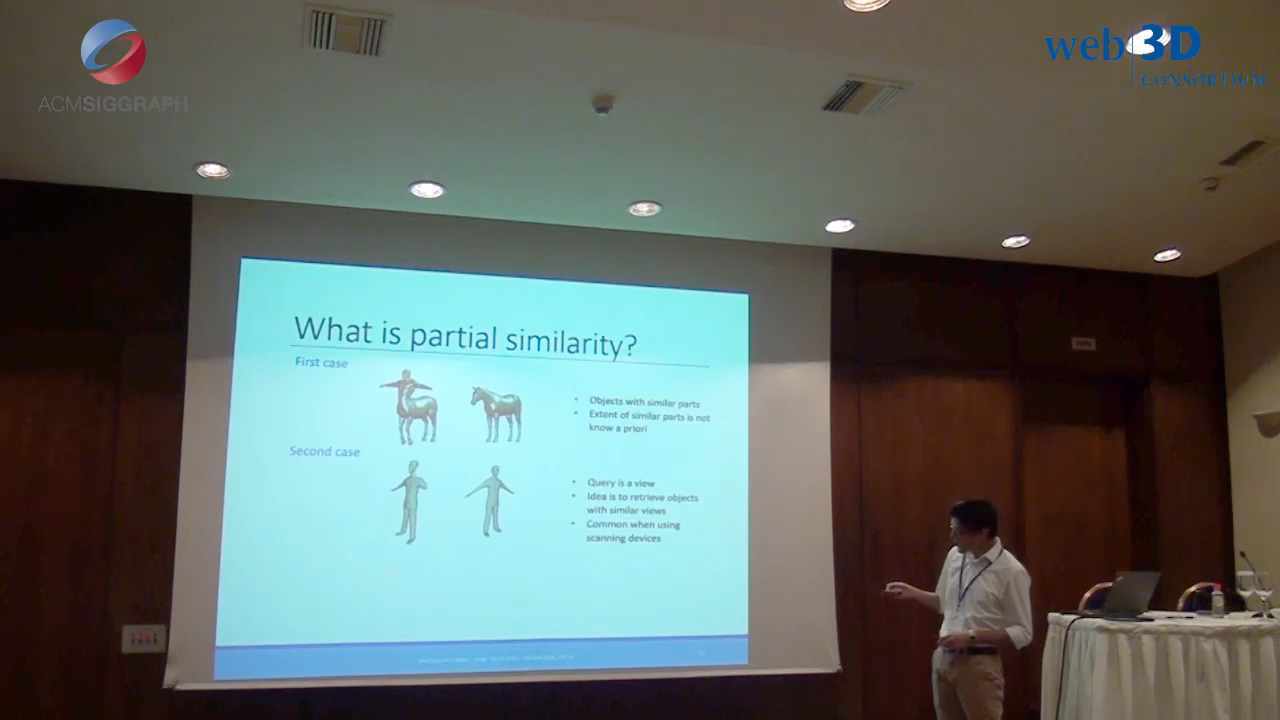 ACMSIGGRAPH
web 3D
CONSORTIUM
What is partial similarity?
First case
• Objects with similar parts
• Extent of similar parts is not
know a priori
Second case
• Query is a view
• Idea is to retrieve objects
with similar views
• Common when using
scanning devices